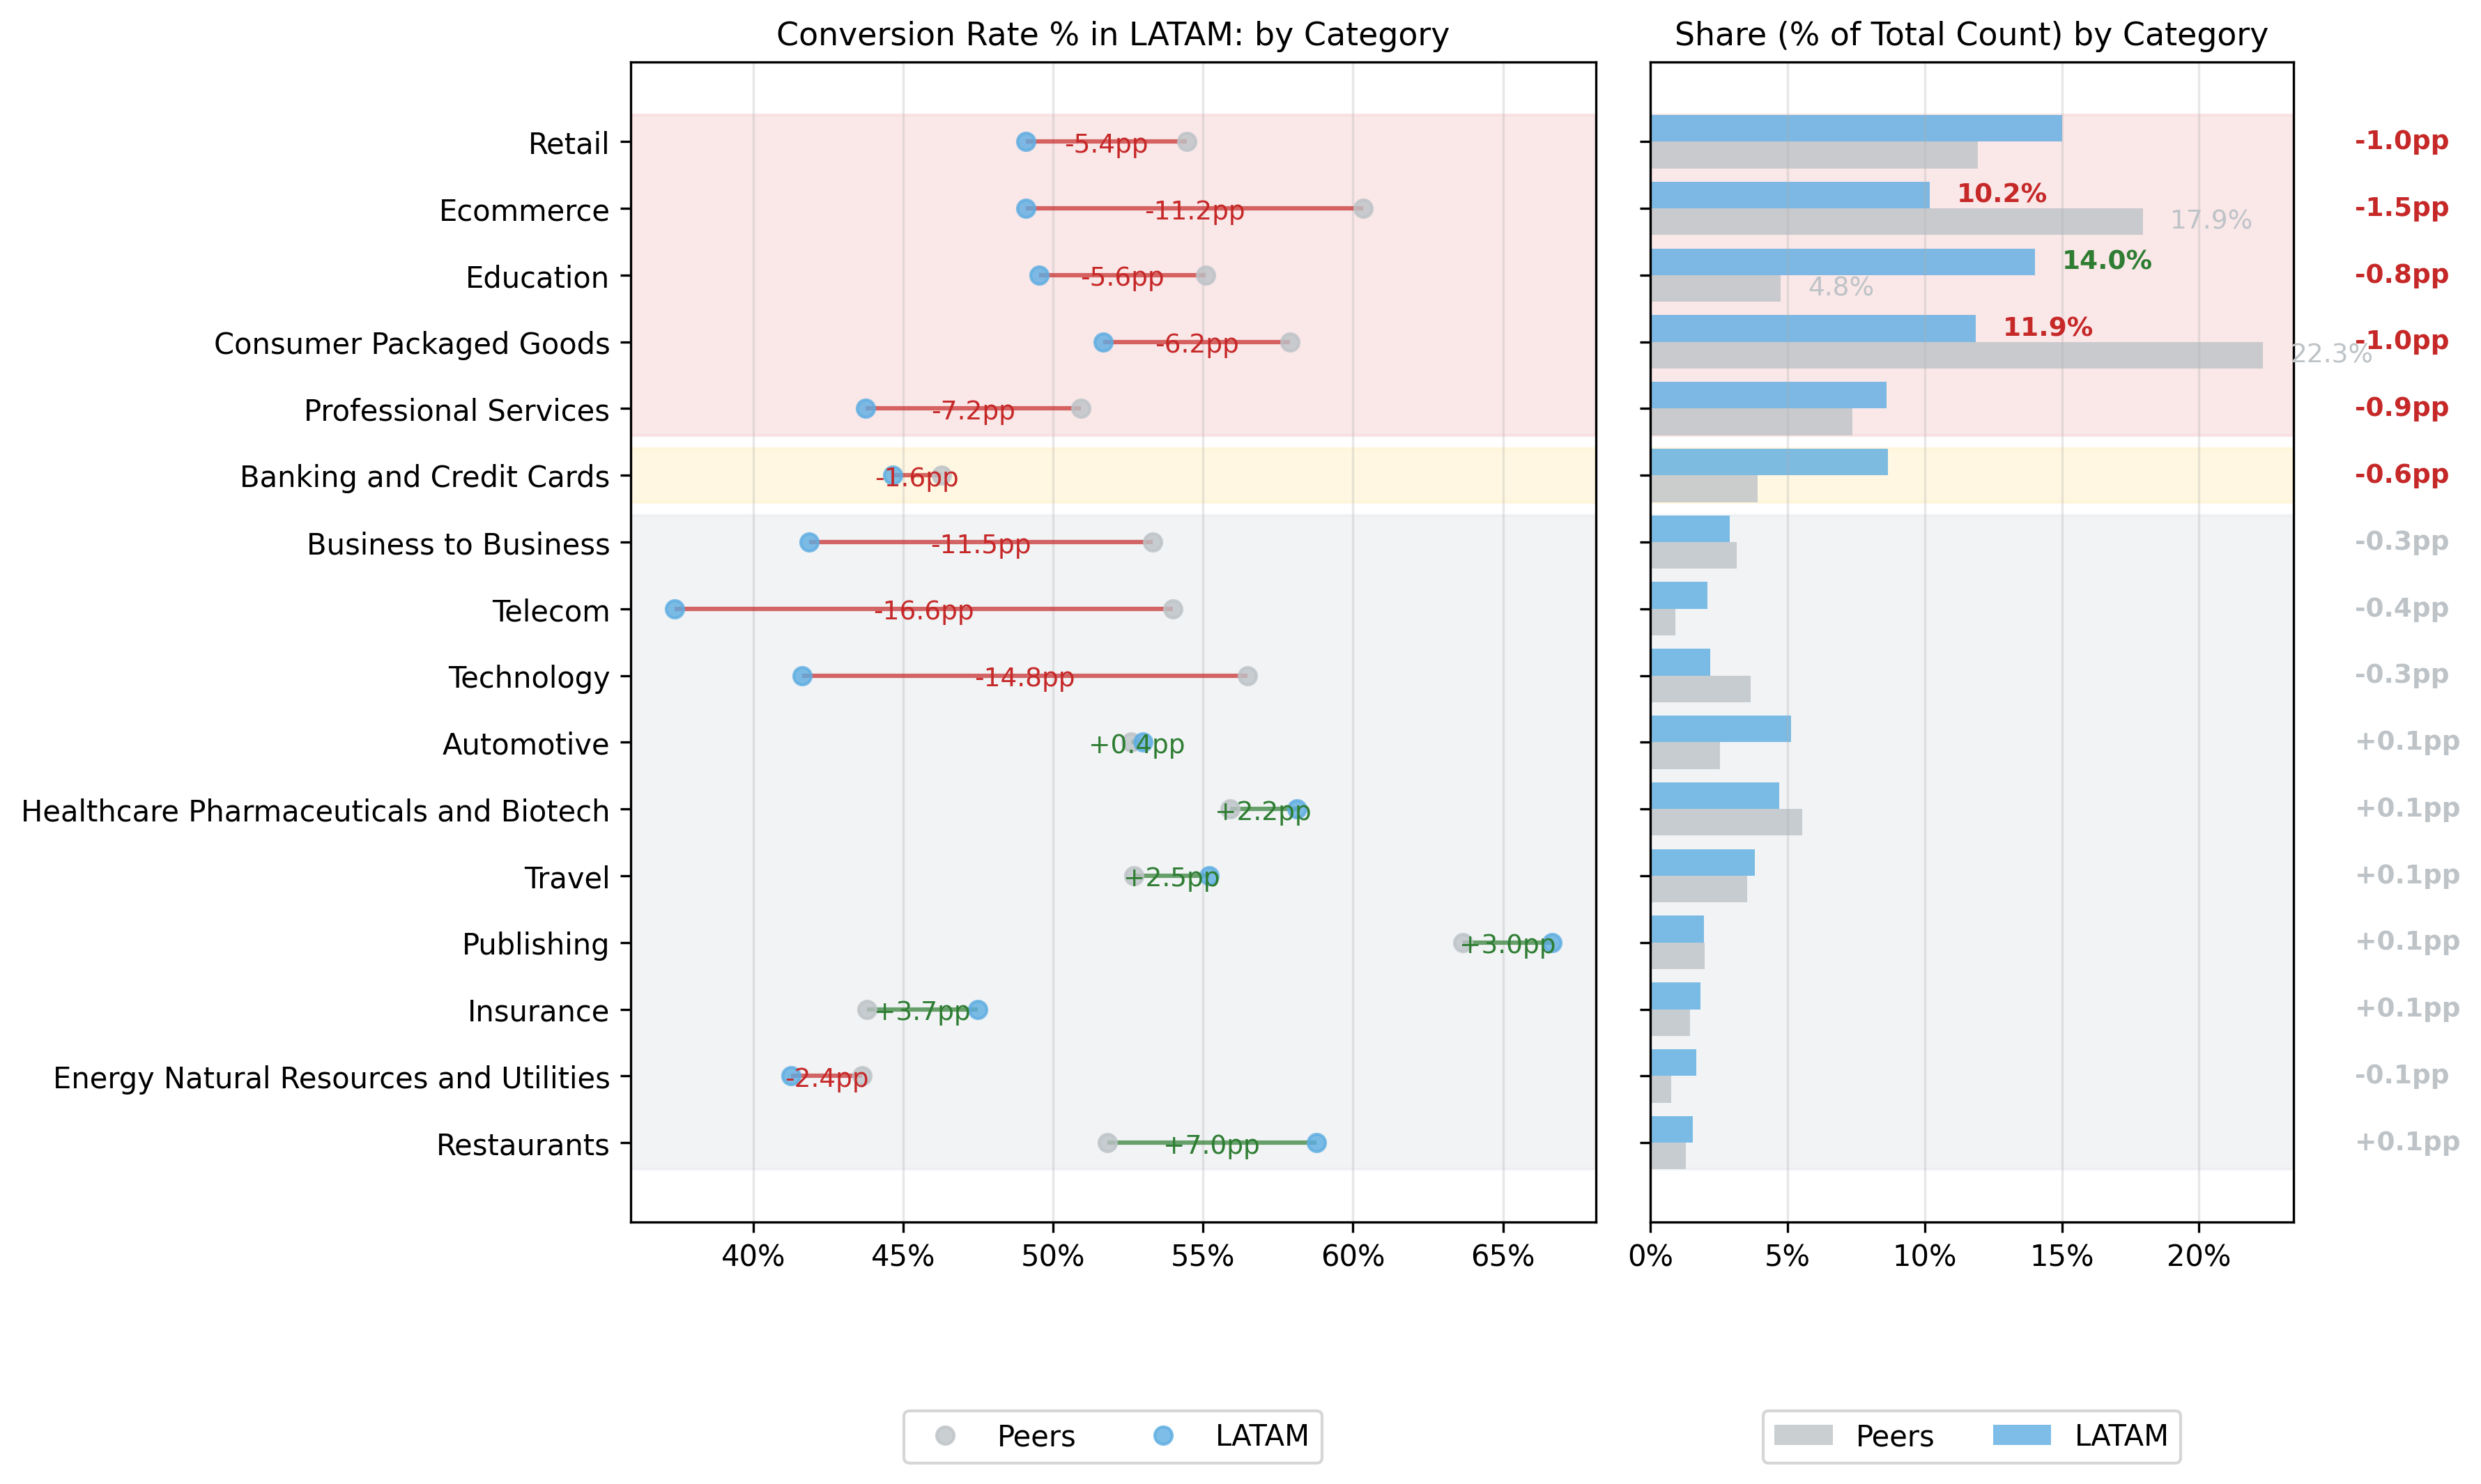 Conversion Rate % in LATAM: by Category
Share (% of Total Count) by Category
Retail
-5.4pp
-1.0pp
Ecommerce
-11.2pp
10.2%
17.9%
-1.5pp
Education
-5.6pp
14.0%
4.8%
-0.8pp
Consumer Packaged Goods
-6.2pp
11.9%
22.3%
-1.0pp
Professional Services
-7.2pp
-0.9pp
Banking and Credit Cards
-1.6pp
-0.6pp
Business to Business
-11.5pp
-0.3pp
Telecom
-16.6pp
-0.4pp
Technology
-14.8pp
-0.3pp
Automotive
+0.4pp
+0.1pp
Healthcare Pharmaceuticals and Biotech
+2.2pp
+0.1pp
Travel
+2.5pp
+0.1pp
Publishing
+3.0pp
+0.1pp
Insurance
+3.7pp
+0.1pp
Energy Natural Resources and Utilities
-2.4pp
-0.1pp
Restaurants
+7.0pp
+0.1pp
40% 45% 50% 55% 60% 65%
0% 5% 10% 15% 20%
Peers LATAM
Peers LATAM